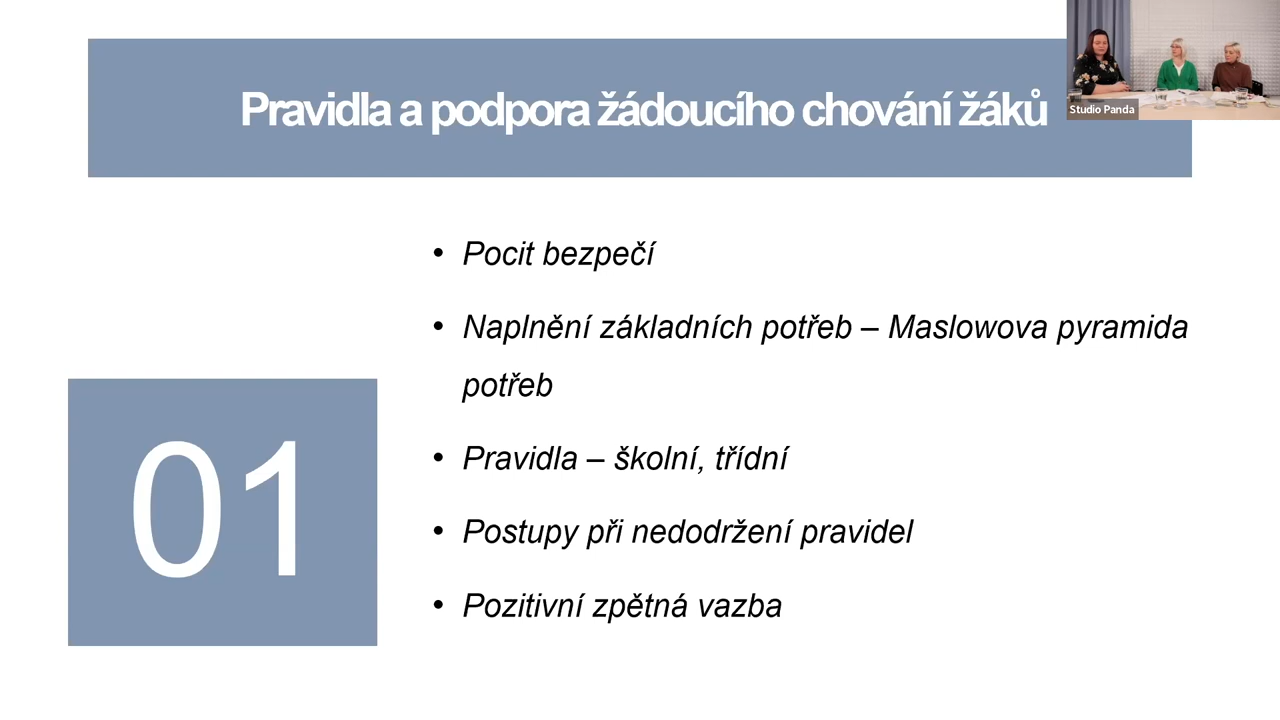 Pravidla a podpora žádoucího chování žáků
Studio Panda
• Pocit bezpečí
• Naplnění základních potřeb – Maslowova pyramida
potřeb
• Pravidla – školní, třídní
• Postupy při nedodržení pravidel
• Pozitivní zpětná vazba
01